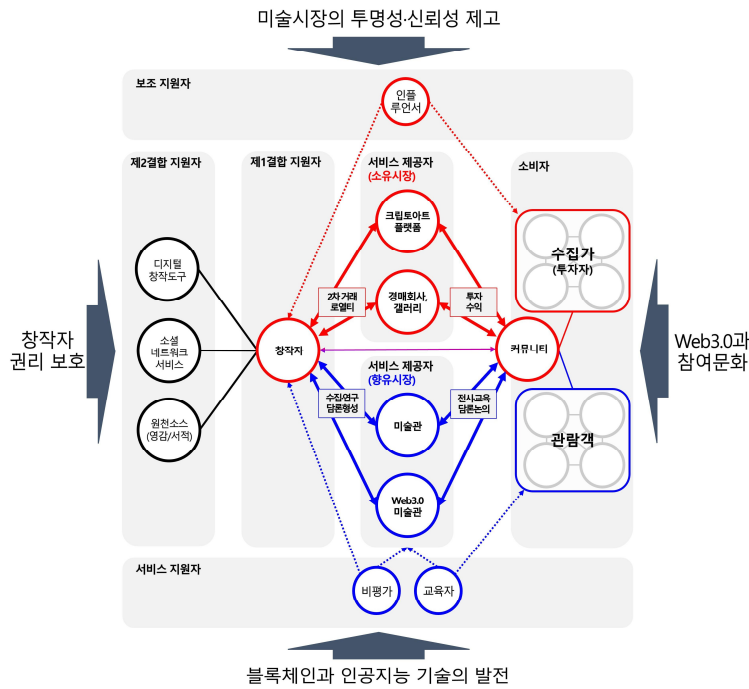 미술시장의 투명성·신뢰성 제고
보조 지원자
인플
루언서
제2결합 지원자
제1결합 지원자
서비스 제공자
(소유시장)
소비자
크립토아트
플랫폼
디지털
창작도구
수집가
(투자자)
2차 거래
로열티
경매회사,
갤러리
투자
수익
창작자
권리 보호
소셜
네트워크
서비스
창작자
커뮤니티
Web3.0과
참여문화
서비스 제공자
(향유시장)
수집/연구
담론형성
전시.교육
담론논의
원천소스
(영감/서적)
미술관
관람객
Web3.0
미술관
서비스 지원자
비평가
교육자
블록체인과 인공지능 기술의 발전